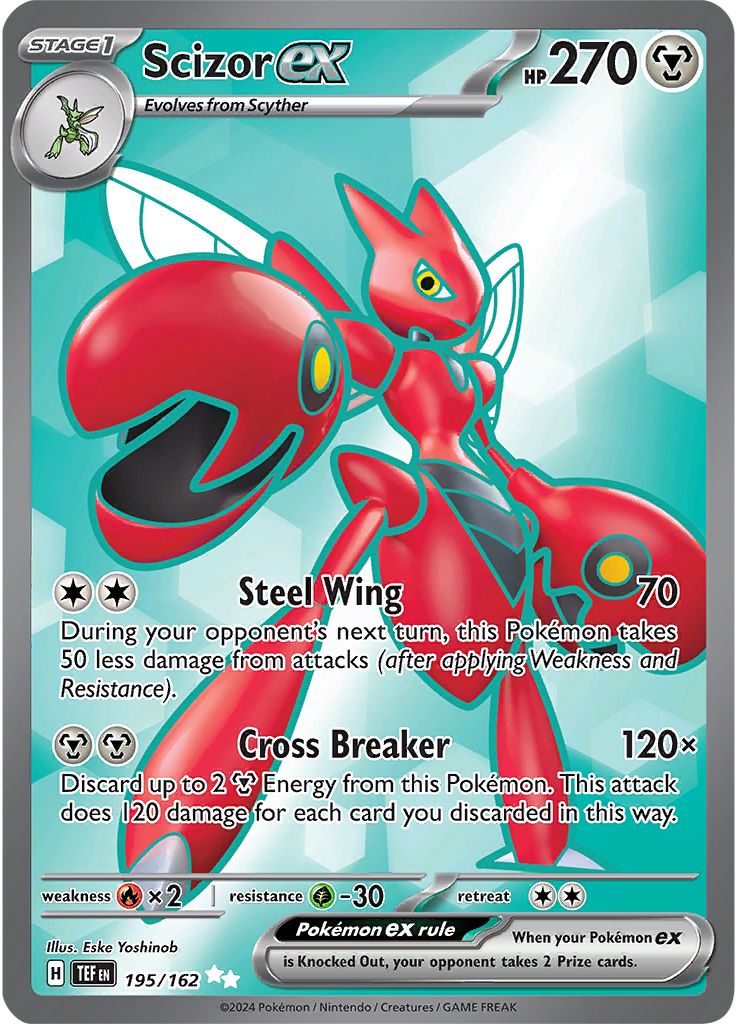 STAGE1
Scizor ex
HP 270
Evolves from Scyther
Steel Wing 70
During your opponent's next turn, this Pokémon takes
50 less damage from attacks (after applying Weakness and
Resistance).
Cross Breaker 120×
Discard up to 2 Energy from this Pokémon. This attack
does 120 damage for each card you discarded in this way.
weakness ×2 resistance -30 retreat
Illus. Eske Yoshinob
Pokémon ex rule
When your Pokémon ex
is Knocked Out, your opponent takes 2 Prize cards.
H TEF EN 195/162
©2024 Pokémon / Nintendo / Creatures / GAME FREAK